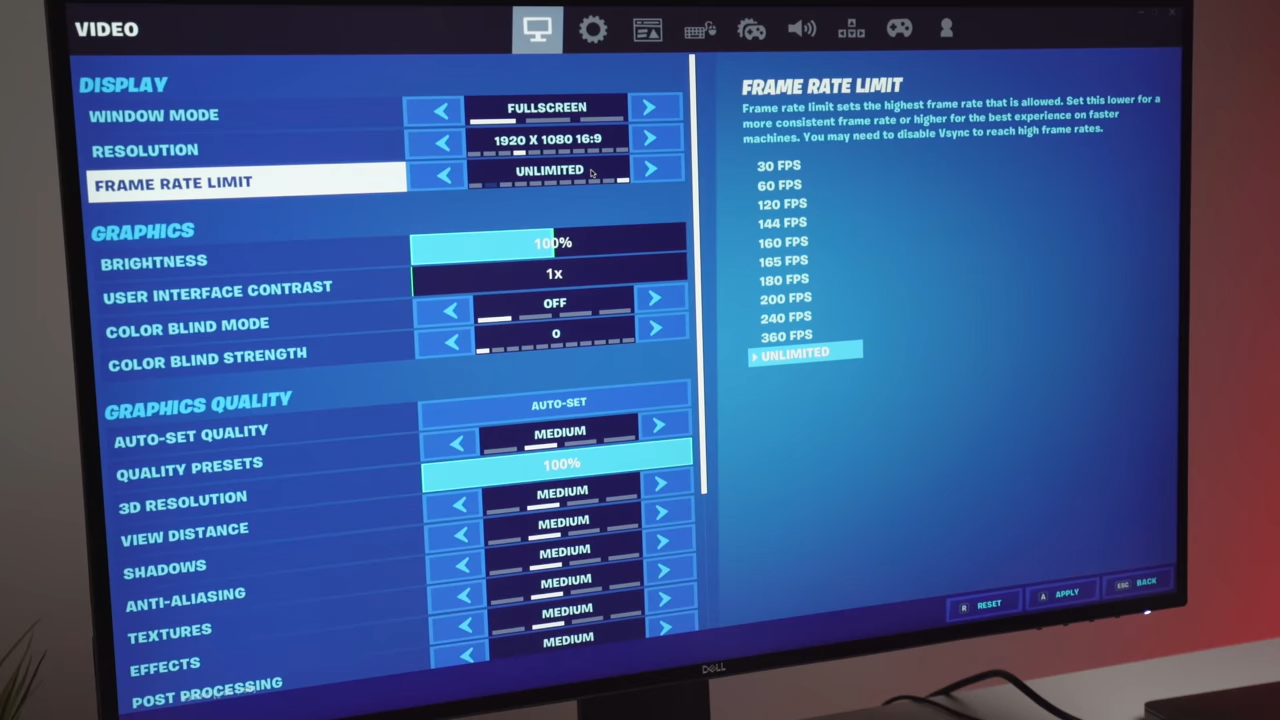 VIDEO
DISPLAY
WINDOW MODE
FULLSCREEN
RESOLUTION
1920 X 1080 16:9
FRAME RATE LIMIT
UNLIMITED
GRAPHICS
BRIGHTNESS
100%
USER INTERFACE CONTRAST
1x
COLOR BLIND MODE
OFF
COLOR BLIND STRENGTH
0
GRAPHICS QUALITY
AUTO-SET QUALITY
AUTO-SET
QUALITY PRESETS
MEDIUM
3D RESOLUTION
100%
VIEW DISTANCE
MEDIUM
SHADOWS
MEDIUM
ANTI-ALIASING
MEDIUM
TEXTURES
MEDIUM
EFFECTS
MEDIUM
POST PROCESSING
MEDIUM
FRAME RATE LIMIT
Frame rate limit sets the highest frame rate that is allowed. Set this lower for a
more consistent frame rate or higher for the best experience on faster
machines. You may need to disable Vsync to reach high frame rates.
30 FPS
60 FPS
120 FPS
144 FPS
160 FPS
165 FPS
180 FPS
200 FPS
240 FPS
360 FPS
UNLIMITED
R RESET
A APPLY
ESC BACK
DELL